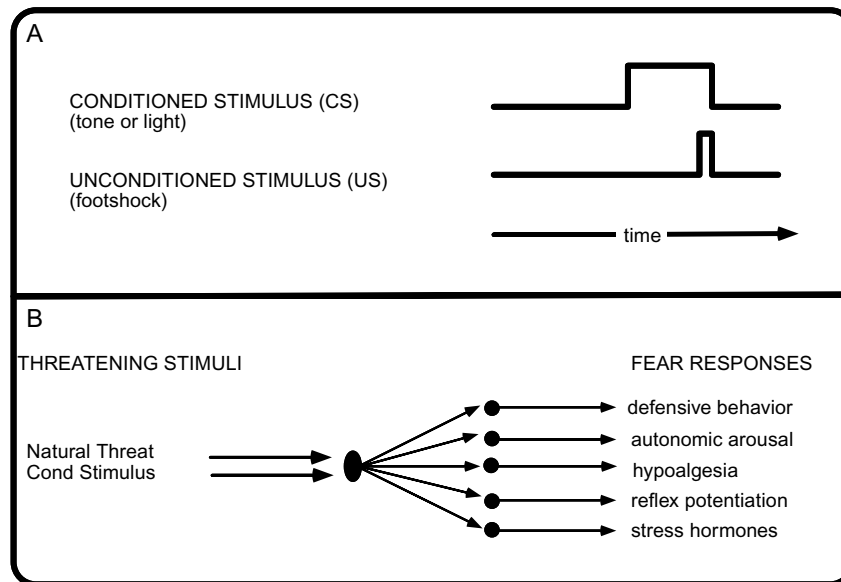 A
CONDITIONED STIMULUS (CS)
(tone or light)
UNCONDITIONED STIMULUS (US)
(footshock)
time
B
THREATENING STIMULI
FEAR RESPONSES
Natural Threat
Cond Stimulus
defensive behavior
autonomic arousal
hypoalgesia
reflex potentiation
stress hormones